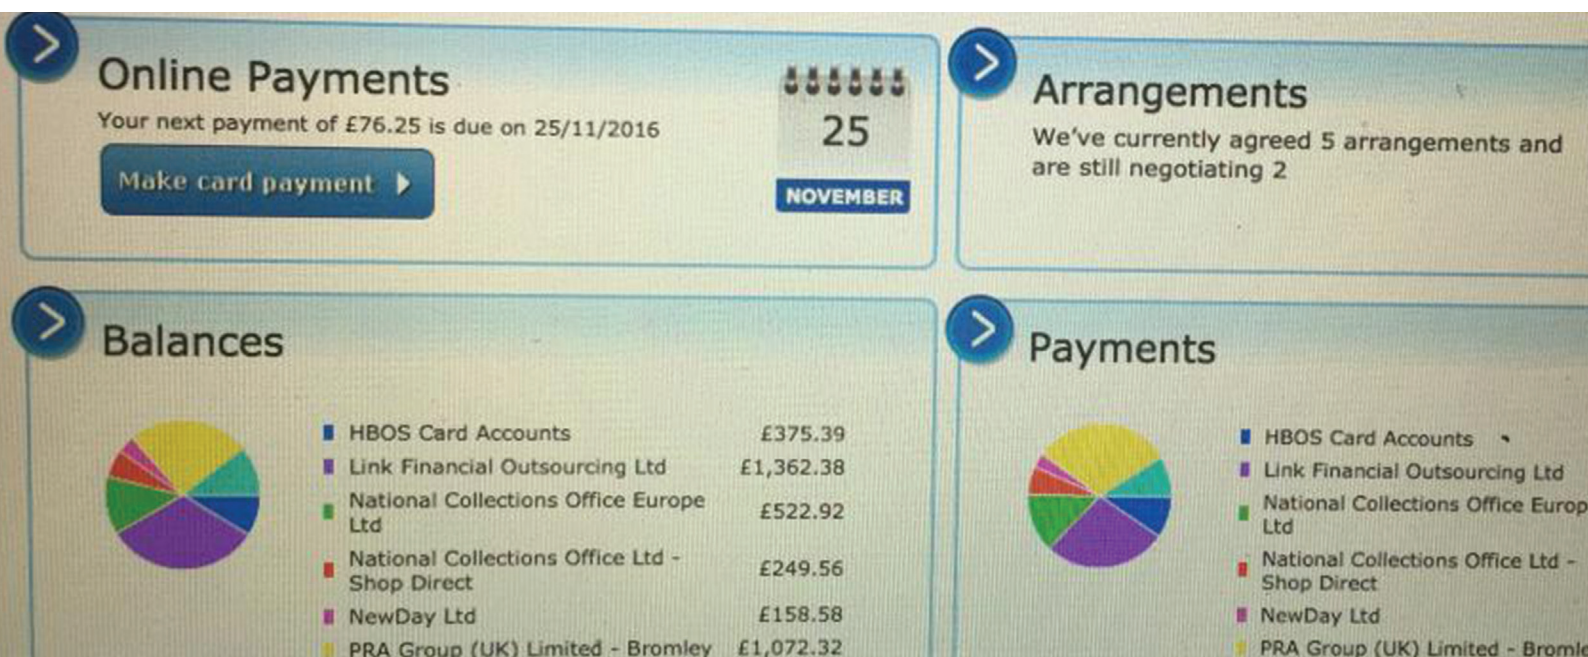 Online Payments
Your next payment of £76.25 is due on 25/11/2016
Make card payment
25
NOVEMBER
Arrangements
We've currently agreed 5 arrangements and
are still negotiating 2
Balances
HBOS Card Accounts £375.39
Link Financial Outsourcing Ltd £1,362.38
National Collections Office Europe
Ltd £522.92
National Collections Office Ltd -
Shop Direct £249.56
NewDay Ltd £158.58
PRA Group (UK) Limited - Bromley £1,072.32
Payments
HBOS Card Accounts
Link Financial Outsourcing Ltd
National Collections Office Europ
Ltd
National Collections Office Ltd -
Shop Direct
NewDay Ltd
PRA Group (UK) Limited - Bromle